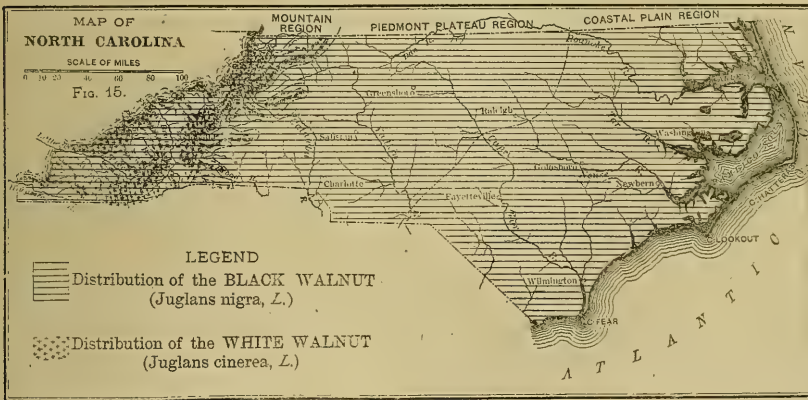 MAP OF
NORTH CAROLINA
SCALE OF MILES
0 10 20 40 60 80 100
FIG. 15.
MOUNTAIN
REGION
PIEDMONT PLATEAU REGION
COASTAL PLAIN REGION
Roanoke
Greensboro
Raleigh
Washington
Salisbury
Goldsboro
Neuse
Newbern
Charlotte
Fayetteville
C. HATTERAS
C. LOOKOUT
Wilmington
C. FEAR
ATLANTIC
LEGEND
Distribution of the BLACK WALNUT
(Juglans nigra, L.)
Distribution of the WHITE WALNUT
(Juglans cinerea, L.)